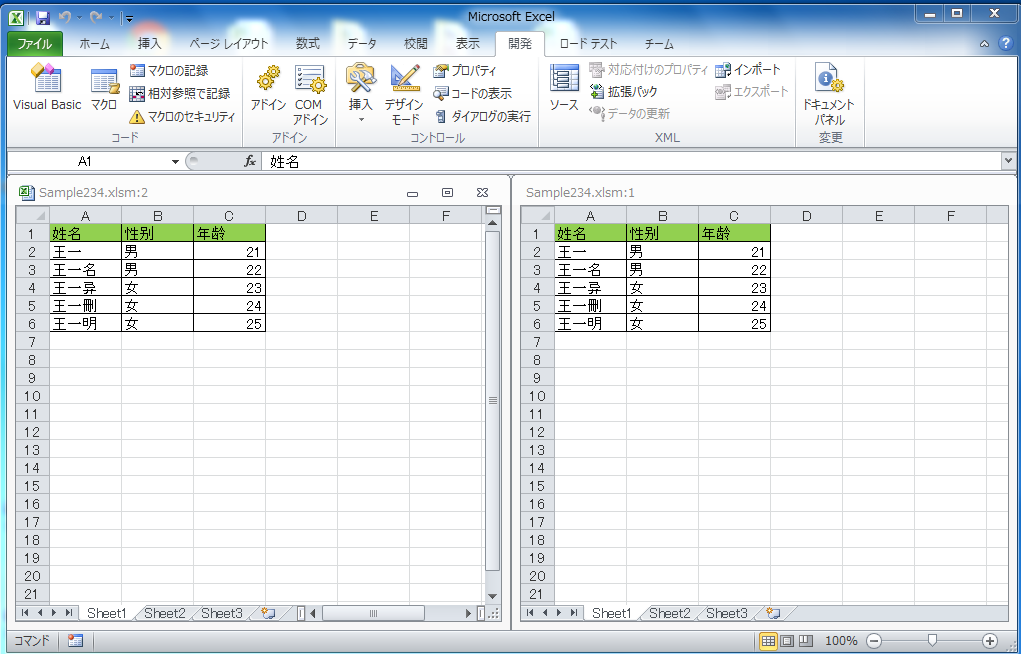 Microsoft Excel
ファイル ホーム 挿入 ページ レイアウト 数式 データ 校閲 表示 開発 ロード テスト チーム
Visual Basic マクロ マクロの記録 相対参照で記録 マクロのセキュリティ
コード
アドイン COM アドイン
アドイン
挿入 デザイン モード プロパティ コードの表示 ダイアログの実行
コントロール
ソース 対応付けのプロパティ 拡張パック データの更新 インポート エクスポート
XML
ドキュメント パネル
変更
A1 fx 姓名
Sample234.xlsm:2
A B C D E F
1 姓名 性别 年龄
2 王一 男 21
3 王一名 男 22
4 王一异 女 23
5 王一刪 女 24
6 王一明 女 25
7
8
9
10
11
12
13
14
15
16
17
18
19
20
21
Sheet1 Sheet2 Sheet3
Sample234.xlsm:1
A B C D E F
1 姓名 性别 年龄
2 王一 男 21
3 王一名 男 22
4 王一异 女 23
5 王一刪 女 24
6 王一明 女 25
7
8
9
10
11
12
13
14
15
16
17
18
19
20
21
Sheet1 Sheet2 Sheet3
コマンド 100%